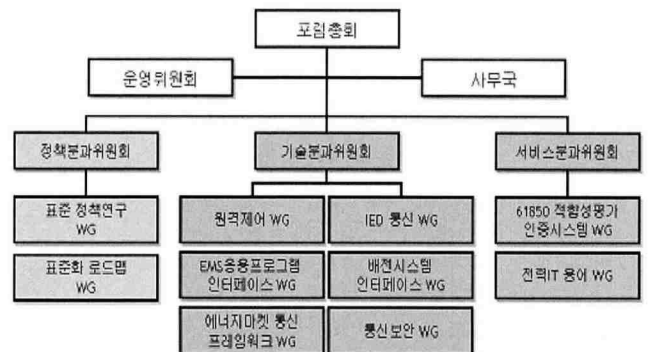 포럼총회
운영위원회
사무국
정책분과위원회
기술분과위원회
서비스분과위원회
표준 정책연구
WG
표준화 로드맵
WG
원격제어 WG
IED 통신 WG
EMS응용프로그램
인터페이스 WG
배전시스템
인터페이스 WG
에너지마켓 통신
프레임워크 WG
통신보안 WG
61850 적합성평가
인증시스템 WG
전력IT 용어 WG